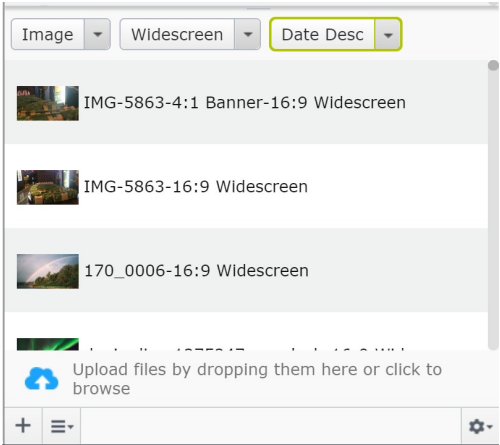 Image
Widescreen
Date Desc
IMG-5863-4:1 Banner-16:9 Widescreen
IMG-5863-16:9 Widescreen
170_0006-16:9 Widescreen
Upload files by dropping them here or click to
browse